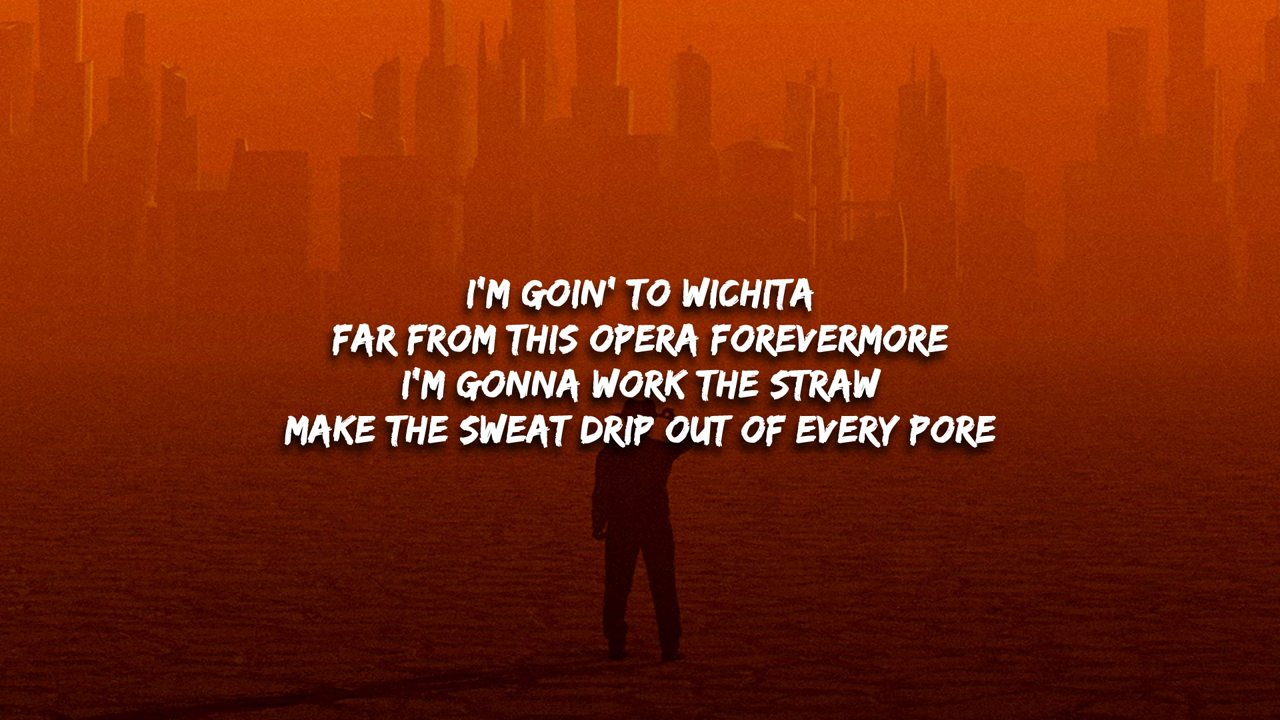 I'M GOIN' TO WICHITA
FAR FROM THIS OPERA FOREVERMORE
I'M GONNA WORK THE STRAW
MAKE THE SWEAT DRIP OUT OF EVERY PORE